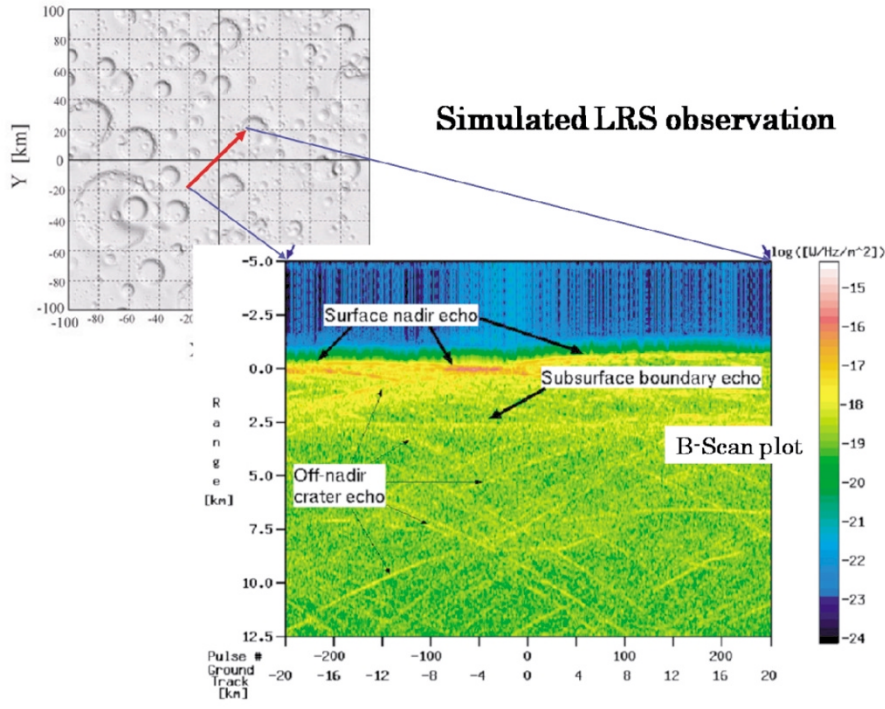 100
80
60
40
20
0
-20
-40
-60
-80
-100
Y [km]
-100 -80 -60 -40 -20
Simulated LRS observation
log([W/Hz/m^2])
-5.0
-2.5
0.0
2.5
5.0
7.5
10.0
12.5
Range
[km]
Surface nadir echo
Subsurface boundary echo
B-Scan plot
Off-nadir
crater echo
-15
-16
-17
-18
-19
-20
-21
-22
-23
-24
Pulse # -200 -100 0 100 200
Ground
Track
[km]
-20 -16 -12 -8 -4 0 4 8 12 16 20